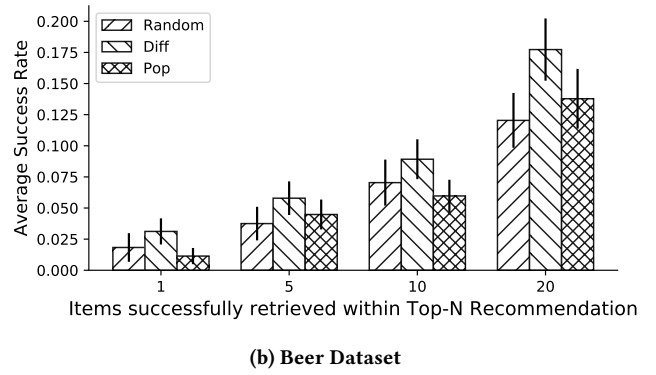 0.200
0.175
0.150
0.125
0.100
0.075
0.050
0.025
0.000
Average Success Rate
Random
Diff
Pop
1 5 10 20
Items successfully retrieved within Top-N Recommendation
(b) Beer Dataset